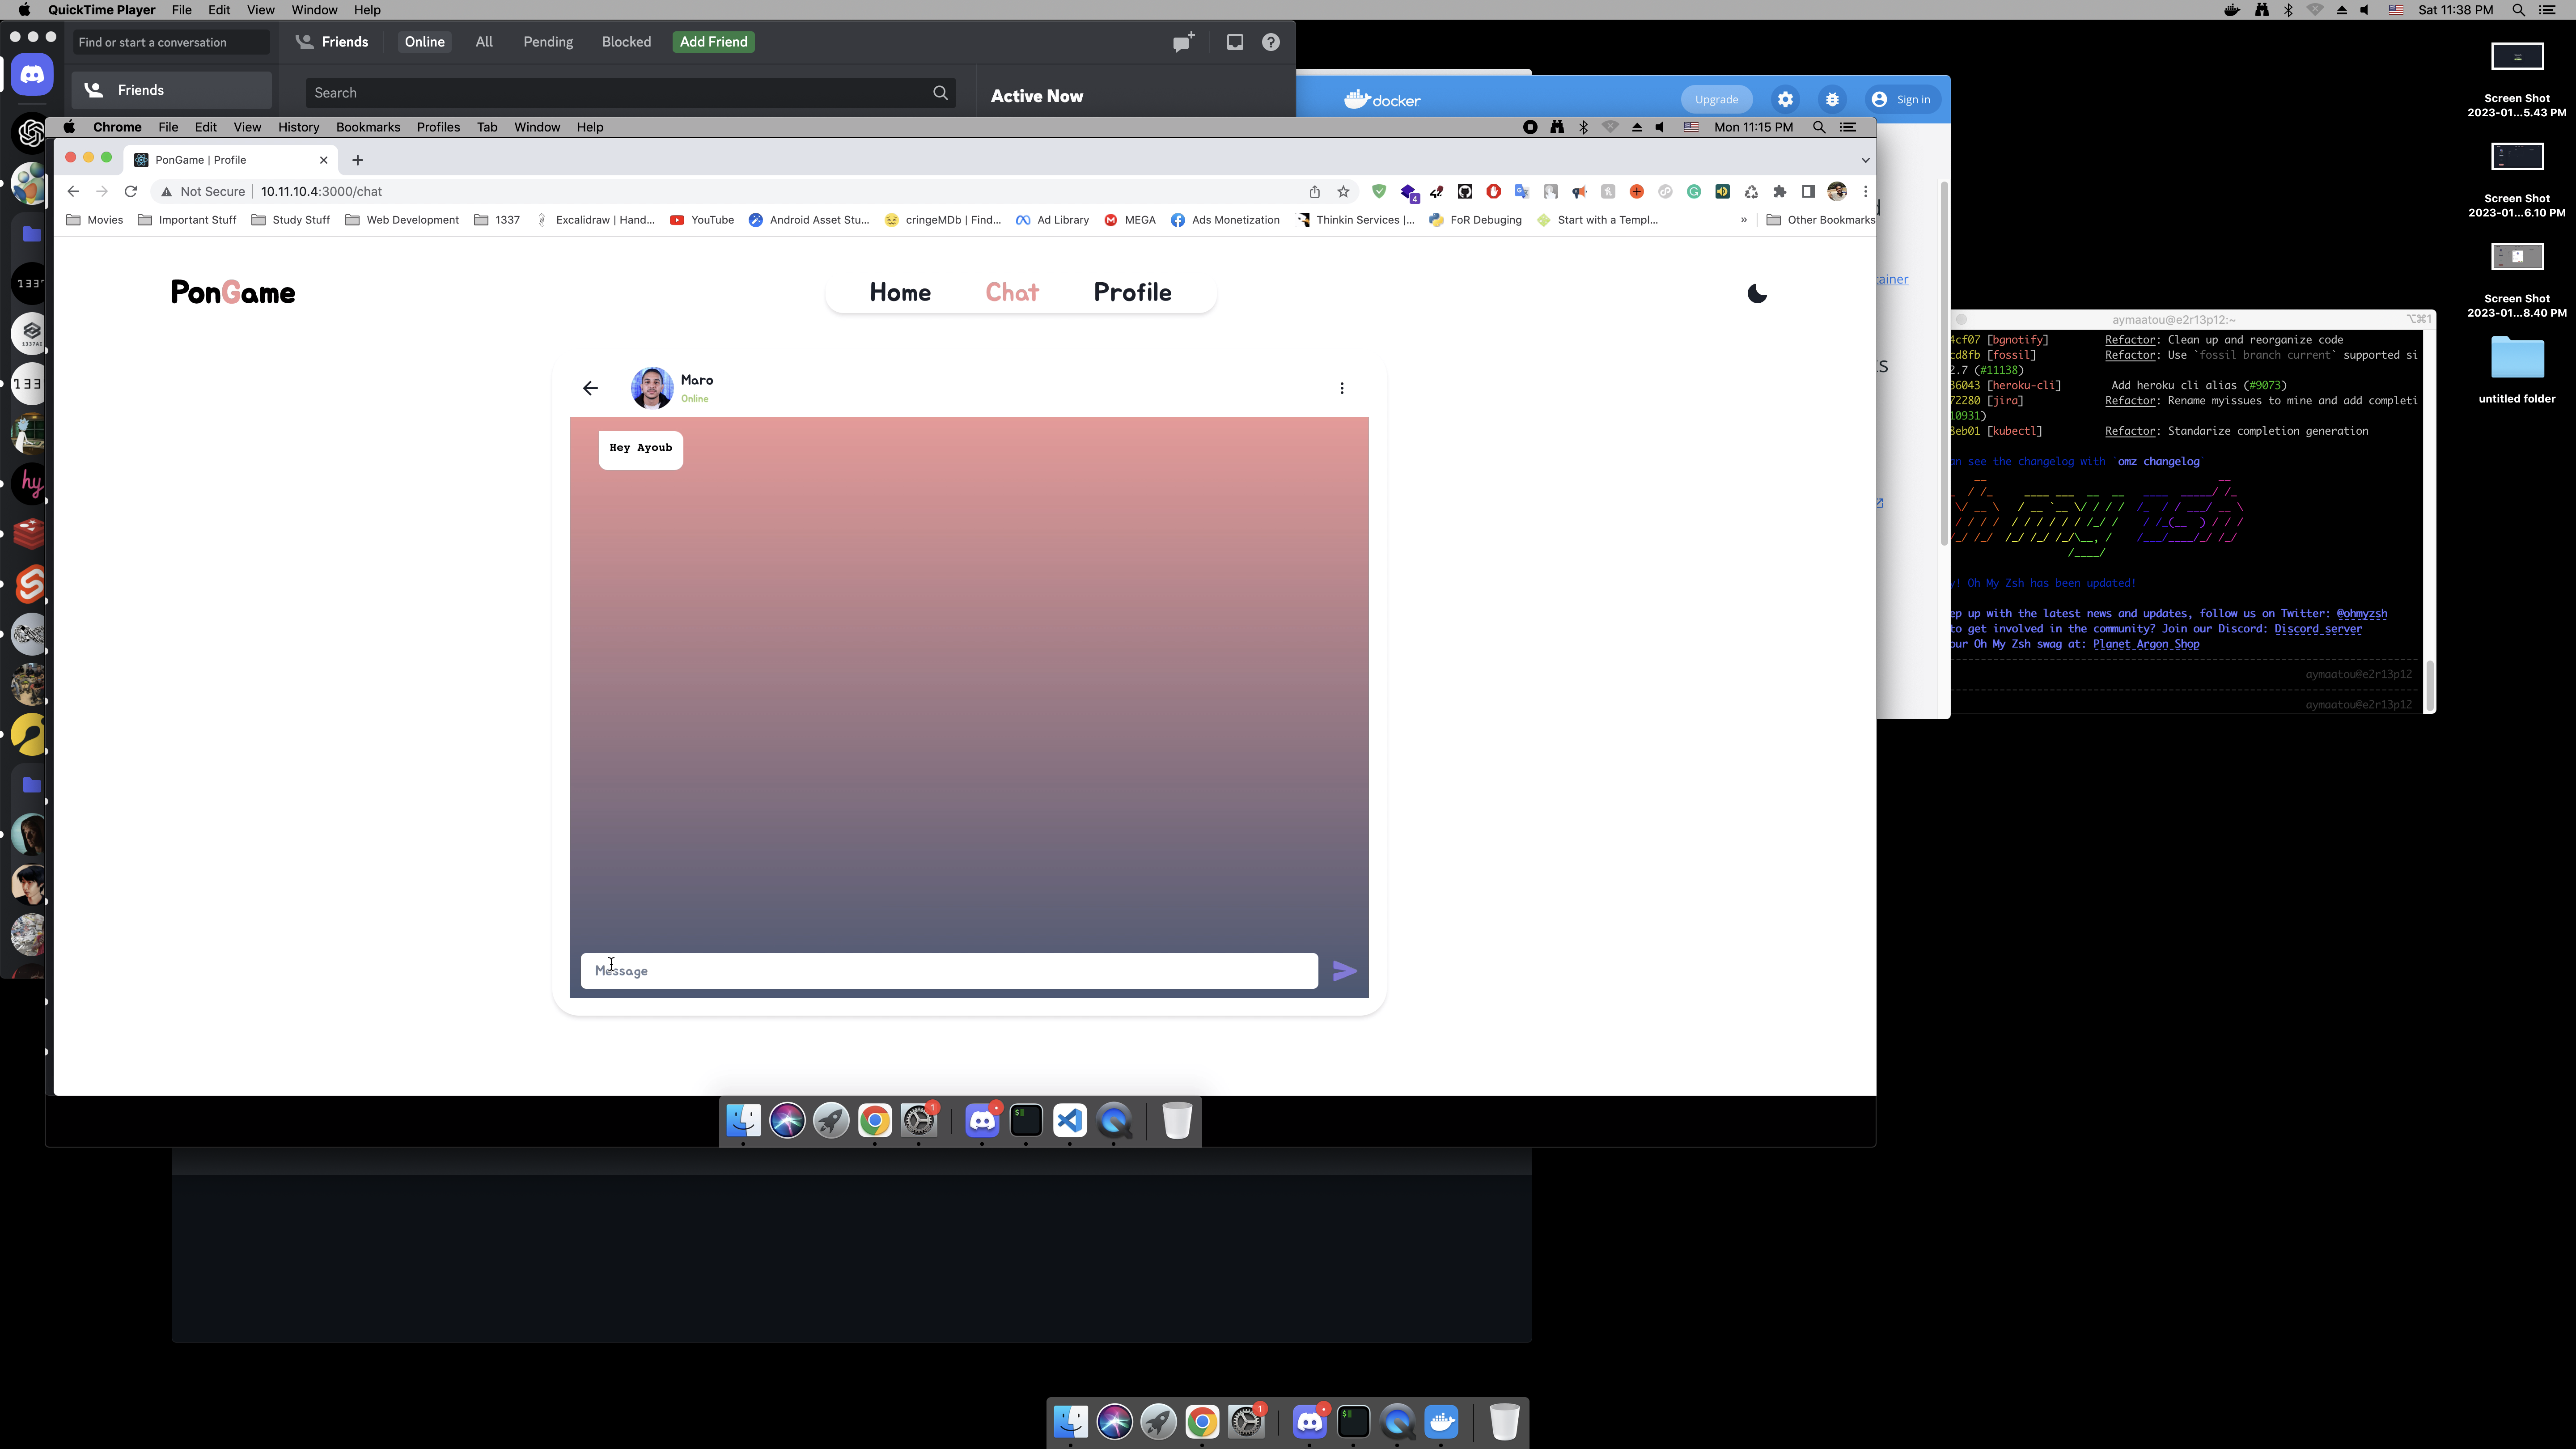 QuickTime Player File Edit View Window Help
Sat 11:38 PM
Find or start a conversation
Friends Online All Pending Blocked Add Friend
Friends
Search
Active Now
docker
Upgrade
Sign in
Chrome File Edit View History Bookmarks Profiles Tab Window Help
Mon 11:15 PM
PonGame | Profile
Not Secure 10.11.10.4:3000/chat
4
Movies Important Stuff Study Stuff Web Development 1337 Excalidraw | Hand... YouTube Android Asset Stu... cringeMDb | Find... Ad Library MEGA Ads Monetization Thinkin Services |... FoR Debuging Start with a Templ... » Other Bookmarks
PonGame
Home Chat Profile
Maro
Online
Hey Ayoub
Message
ainer
aymaatou@e2r13p12:~
⌥⌘1
4cf07 [bgnotify] Refactor: Clean up and reorganize code
cd8fb [fossil] Refactor: Use `fossil branch current` supported si
2.7 (#11138)
36043 [heroku-cli] Add heroku cli alias (#9073)
72280 [jira] Refactor: Rename myissues to mine and add completi
10931)
8eb01 [kubectl] Refactor: Standarize completion generation
an see the changelog with `omz changelog`
y! Oh My Zsh has been updated!
ep up with the latest news and updates, follow us on Twitter: @ohmyzsh
to get involved in the community? Join our Discord: Discord server
our Oh My Zsh swag at: Planet Argon Shop
aymaatou@e2r13p12
aymaatou@e2r13p12
Screen Shot
2023-01...5.43 PM
Screen Shot
2023-01...6.10 PM
Screen Shot
2023-01...8.40 PM
untitled folder
1337
1337AE
133
hy
1
1